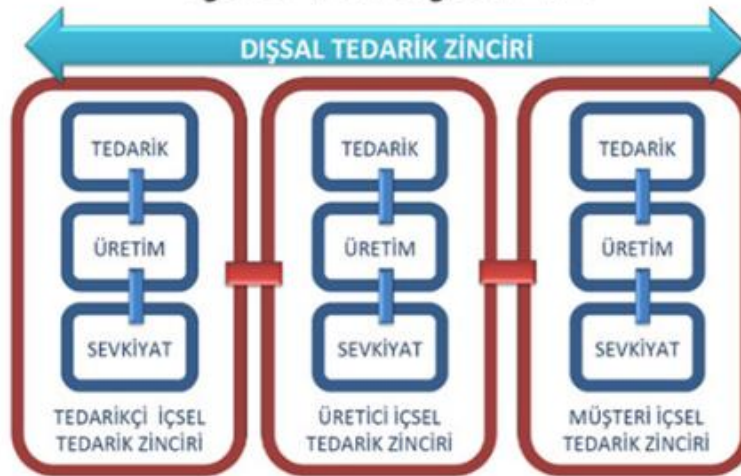 DIŞSAL TEDARİK ZİNCİRİ
TEDARİK
ÜRETİM
SEVKİYAT
TEDARİKÇİ İÇSEL
TEDARİK ZİNCİRİ
TEDARİK
ÜRETİM
SEVKİYAT
ÜRETİCİ İÇSEL
TEDARİK ZİNCİRİ
TEDARİK
ÜRETİM
SEVKİYAT
MÜŞTERİ İÇSEL
TEDARİK ZİNCİRİ